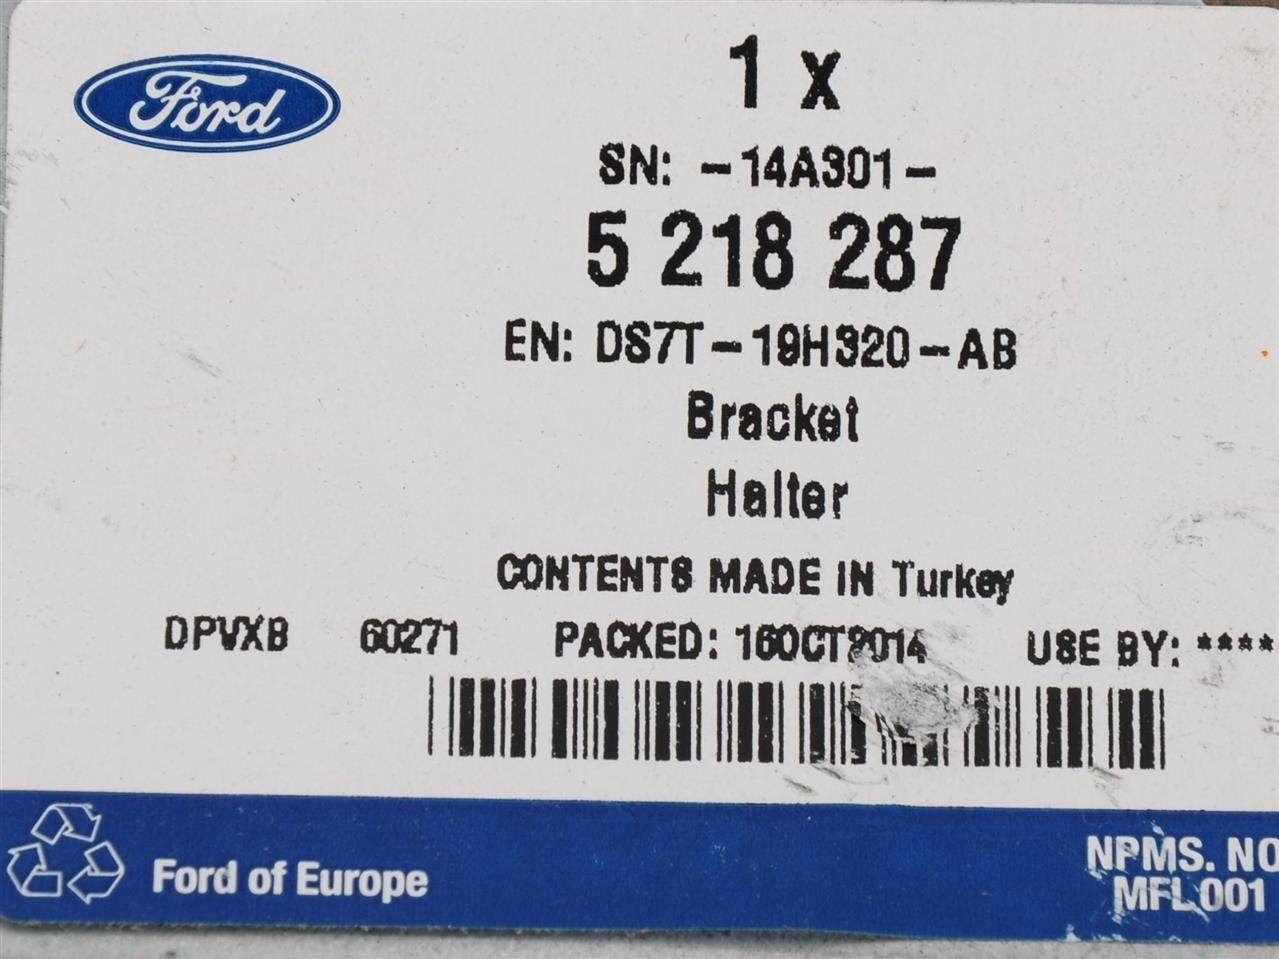 Ford
1 x
SN: -14A301-
5 218 287
EN: DS7T-19H320-AB
Bracket
Halter
CONTENTS MADE IN Turkey
DPVXB 60271 PACKED: 16OCT2014 USE BY: ****
Ford of Europe
NPMS. NO
MFL001